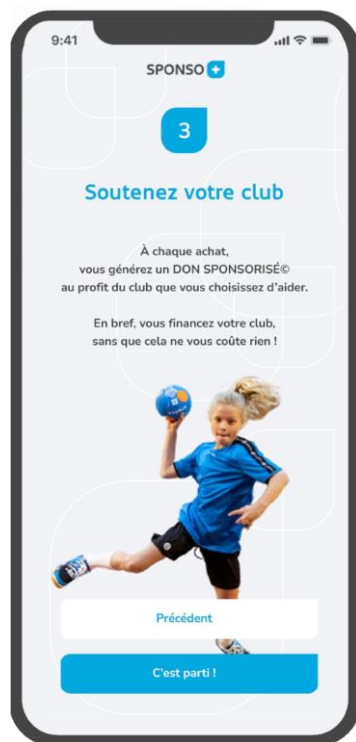 9:41
SPONSO+
3
Soutenez votre club
À chaque achat,
vous générez un DON SPONSORISÉ©
au profit du club que vous choisissez d'aider.
En bref, vous financez votre club,
sans que cela ne vous coûte rien !
Précédent
C'est parti !